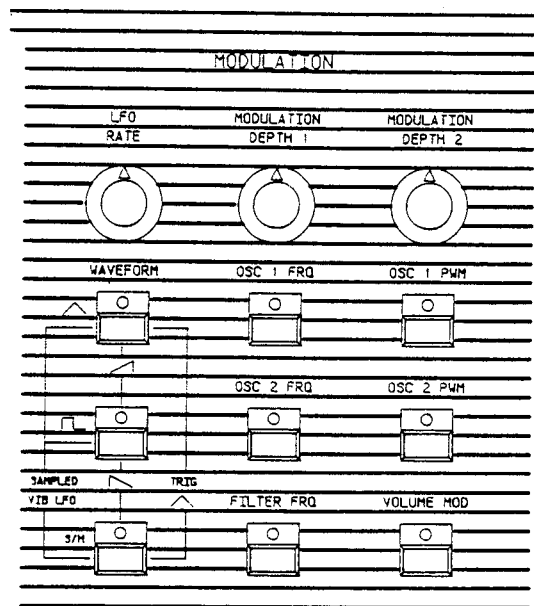 MODULATION
LFO RATE
MODULATION DEPTH 1
MODULATION DEPTH 2
WAVEFORM
OSC 1 FRQ
OSC 1 PWM
OSC 2 FRQ
OSC 2 PWM
SAMPLED
TRIG
VIB LFO
FILTER FRQ
VOLUME MOD
S/H